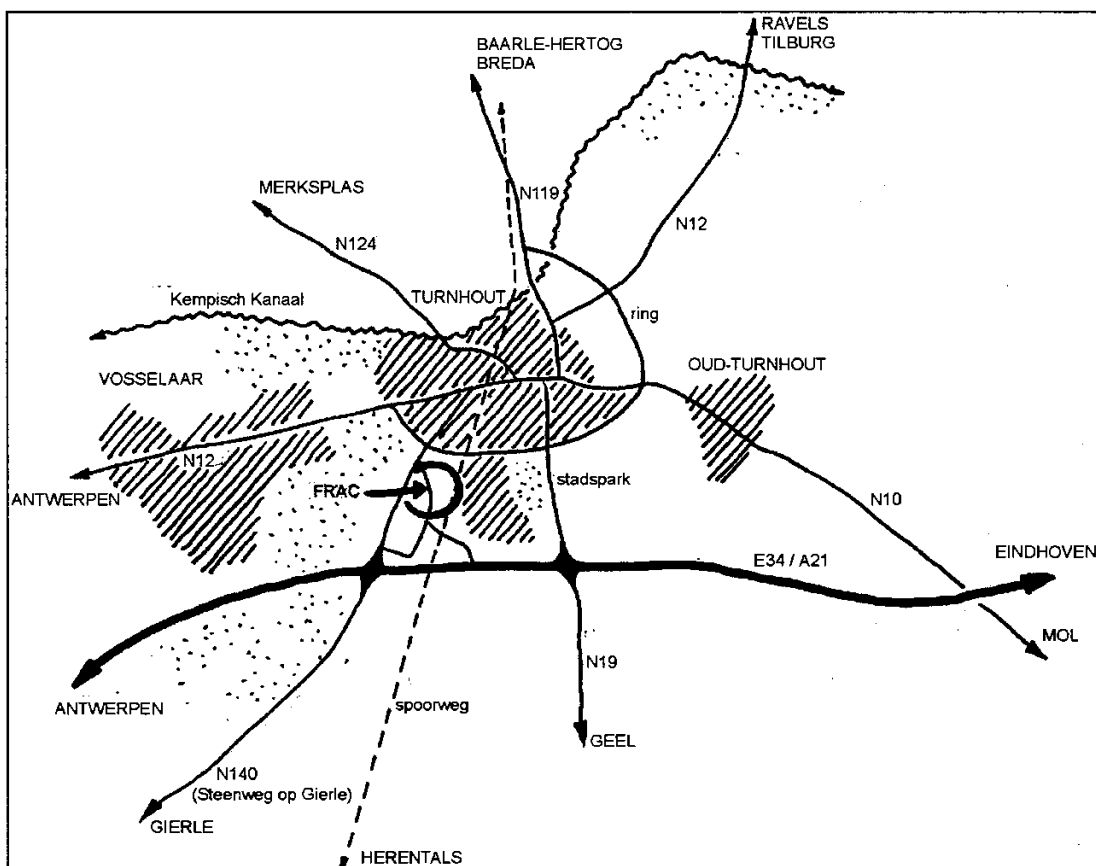 RAVELS
TILBURG
BAARLE-HERTOG
BREDA
MERKSPLAS
N119
N12
N124
Kempisch Kanaal
TURNHOUT
ring
VOSSELAAR
OUD-TURNHOUT
N12
ANTWERPEN
FRAC
stadspark
N10
E34 / A21
EINDHOVEN
MOL
N19
ANTWERPEN
spoorweg
GEEL
N140
(Steenweg op Gierle)
GIERLE
HERENTALS